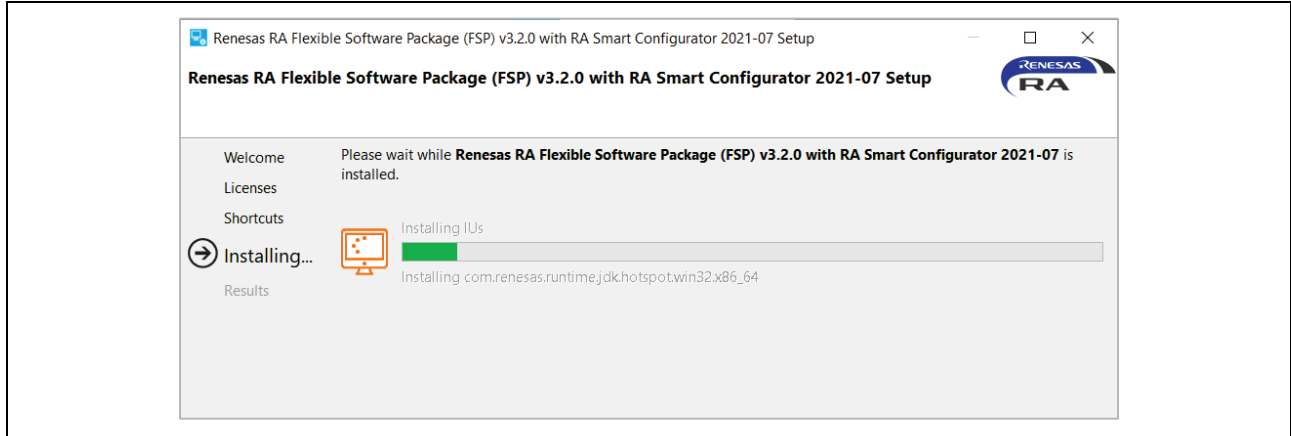 Renesas RA Flexible Software Package (FSP) v3.2.0 with RA Smart Configurator 2021-07 Setup
Renesas RA Flexible Software Package (FSP) v3.2.0 with RA Smart Configurator 2021-07 Setup
RENESAS
RA
Welcome
Licenses
Shortcuts
Installing...
Results
Please wait while Renesas RA Flexible Software Package (FSP) v3.2.0 with RA Smart Configurator 2021-07 is
installed.
Installing IUs
Installing com.renesas.runtime.jdk.hotspot.win32.x86_64